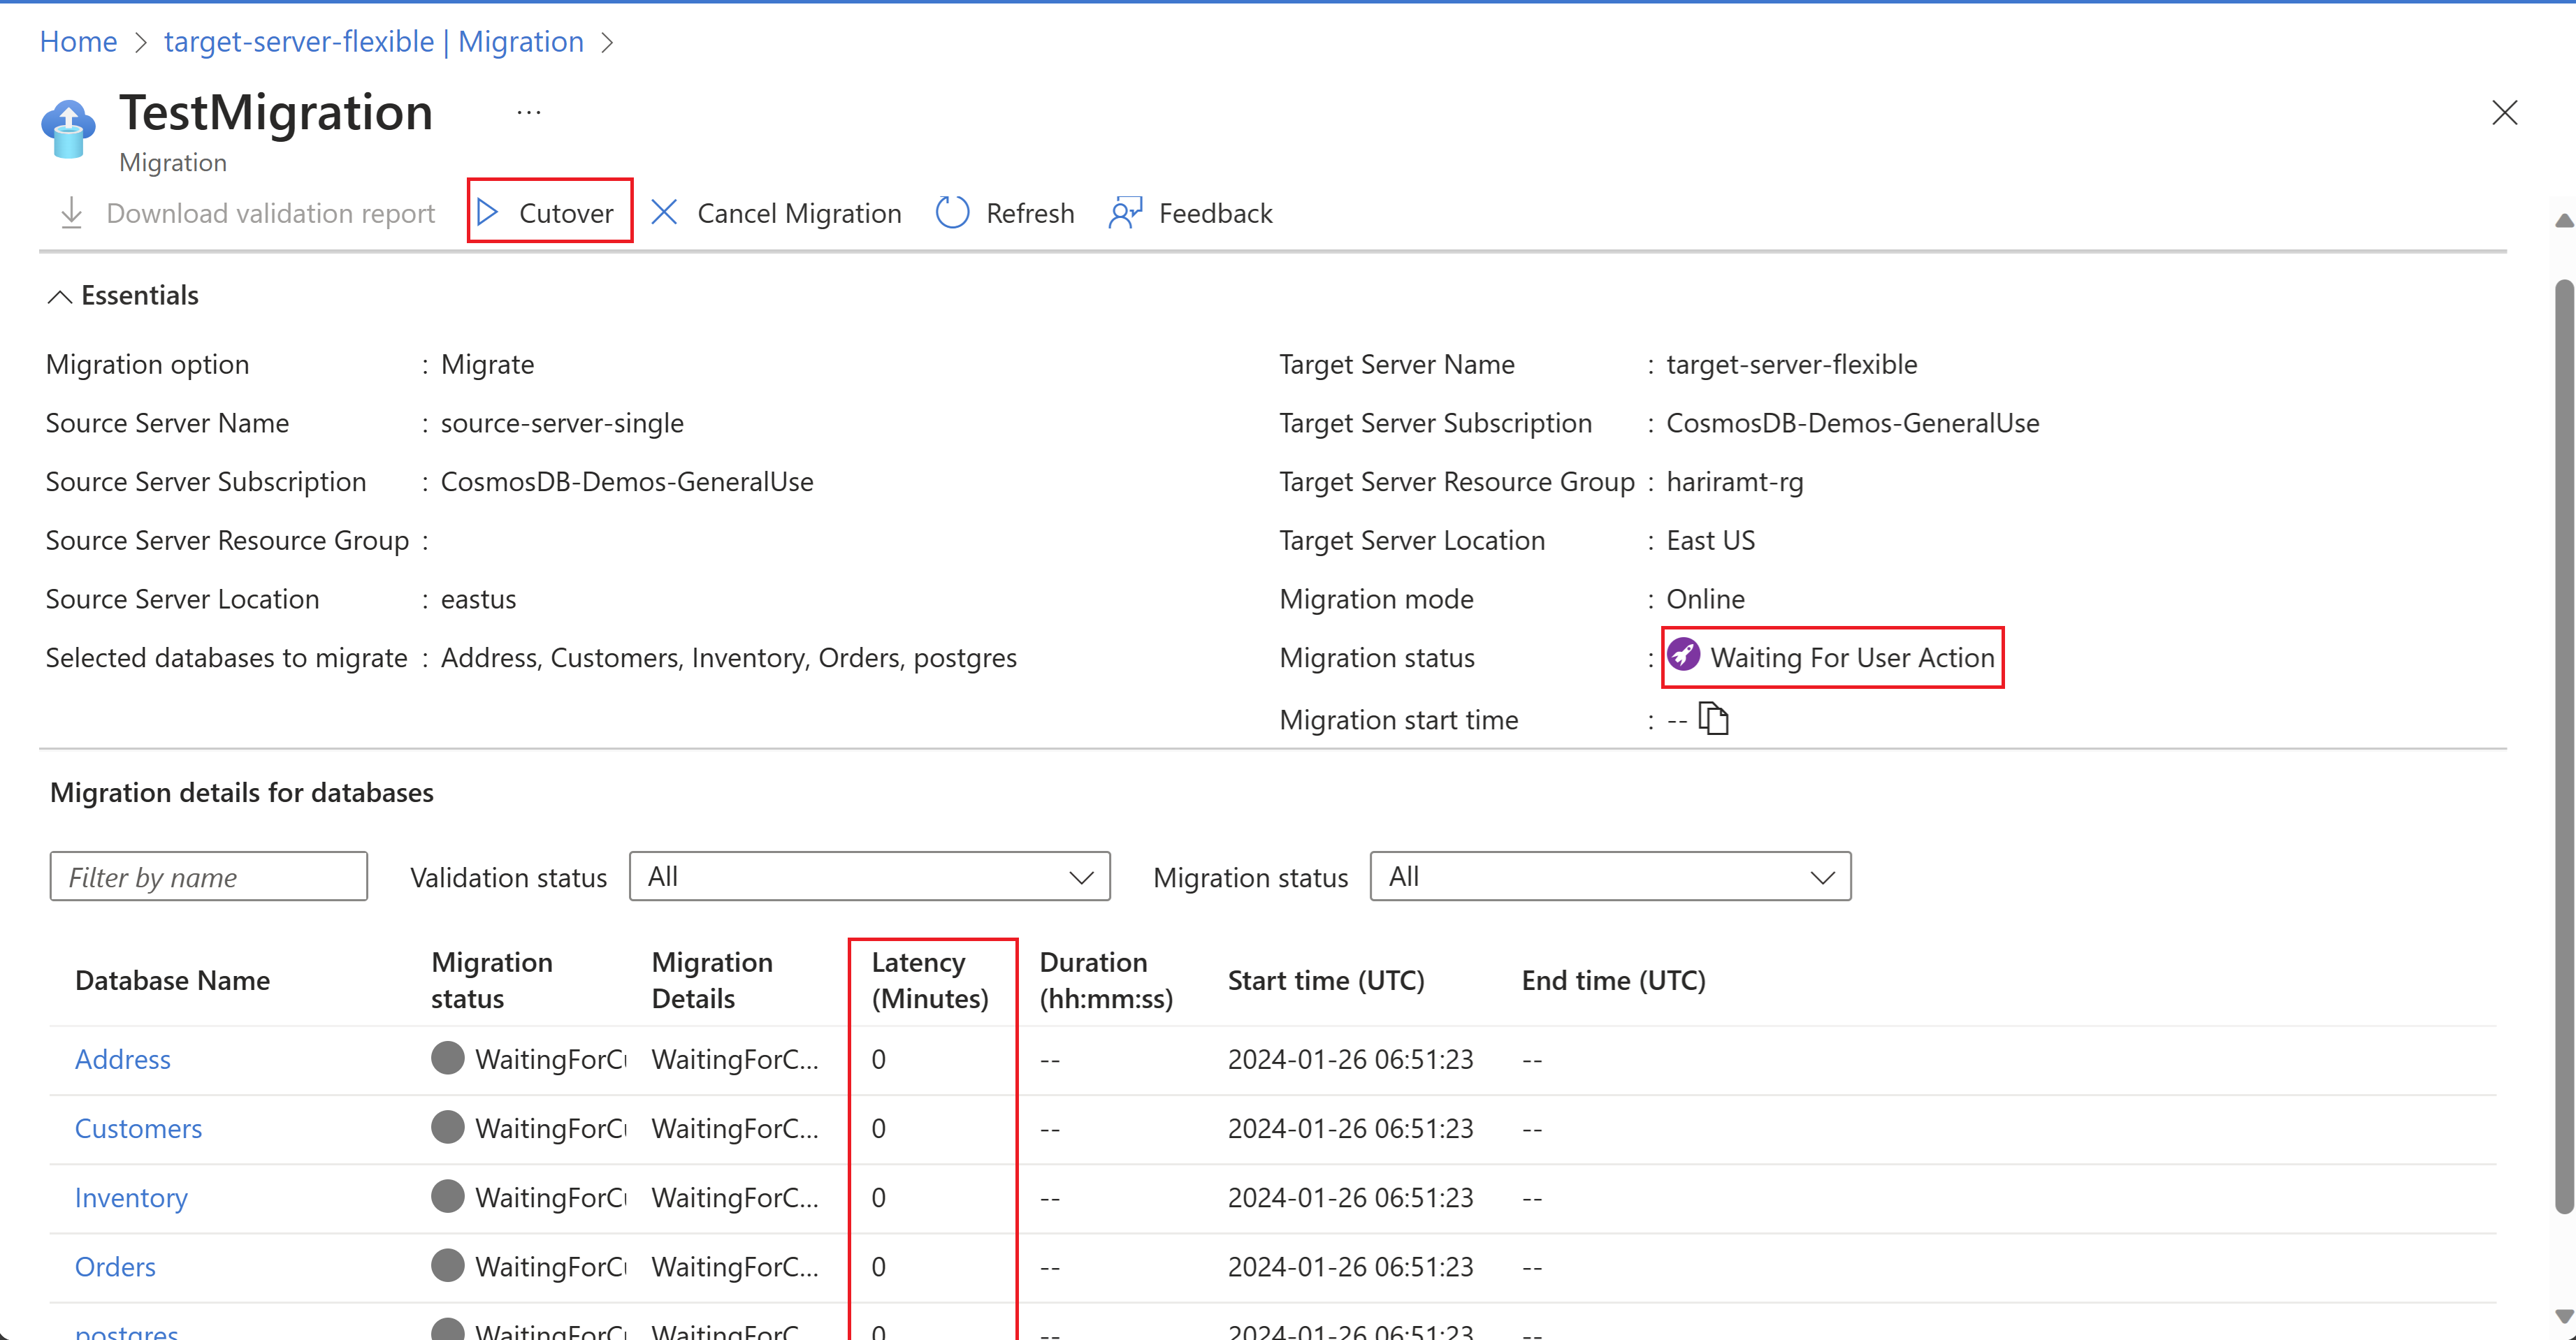 Home > target-server-flexible | Migration >
TestMigration ...
Migration
Download validation report Cutover Cancel Migration Refresh Feedback
Essentials
Migration option : Migrate
Source Server Name : source-server-single
Source Server Subscription : CosmosDB-Demos-GeneralUse
Source Server Resource Group :
Source Server Location : eastus
Selected databases to migrate : Address, Customers, Inventory, Orders, postgres
Target Server Name : target-server-flexible
Target Server Subscription : CosmosDB-Demos-GeneralUse
Target Server Resource Group : hariramt-rg
Target Server Location : East US
Migration mode : Online
Migration status : Waiting For User Action
Migration start time : --
Migration details for databases
Filter by name Validation status All Migration status All
Database Name Migration status Migration Details Latency (Minutes) Duration (hh:mm:ss) Start time (UTC) End time (UTC)
Address WaitingForCu WaitingForC... 0 -- 2024-01-26 06:51:23 --
Customers WaitingForCu WaitingForC... 0 -- 2024-01-26 06:51:23 --
Inventory WaitingForCu WaitingForC... 0 -- 2024-01-26 06:51:23 --
Orders WaitingForCu WaitingForC... 0 -- 2024-01-26 06:51:23 --
postgres WaitingForCu WaitingForC... 0 -- 2024-01-26 06:51:23 --